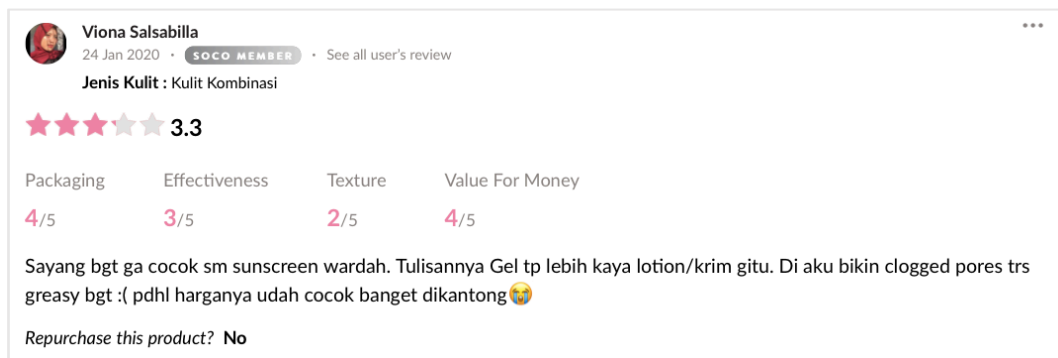 Viona Salsabilla
24 Jan 2020 · SOCO MEMBER · See all user's review
Jenis Kulit : Kulit Kombinasi
3.3
Packaging Effectiveness Texture Value For Money
4/5 3/5 2/5 4/5
Sayang bgt ga cocok sm sunscreen wardah. Tulisannya Gel tp lebih kaya lotion/krim gitu. Di aku bikin clogged pores trs
greasy bgt :( pdhl harganya udah cocok banget dikantong😭
Repurchase this product? No